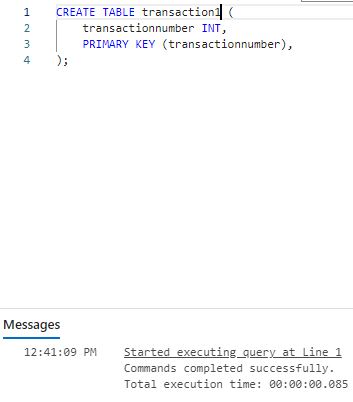 1 CREATE TABLE transaction1 (
2 transactionnumber INT,
3 PRIMARY KEY (transactionnumber),
4 );
Messages
12:41:09 PM Started executing query at Line 1
Commands completed successfully.
Total execution time: 00:00:00.085